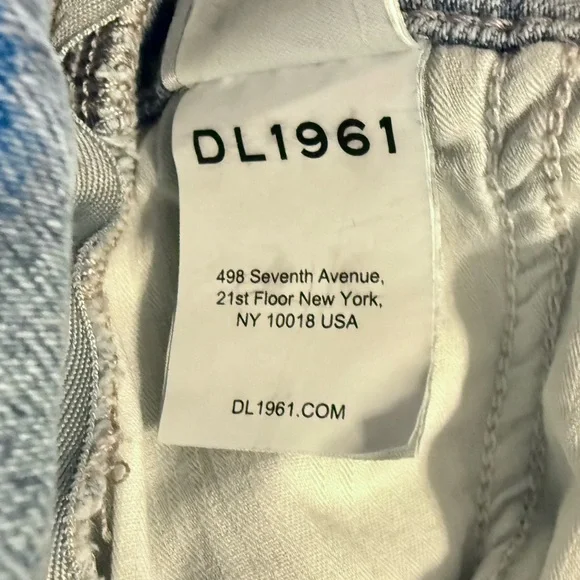 DL1961
498 Seventh Avenue,
21st Floor New York,
NY 10018 USA
DL1961.COM